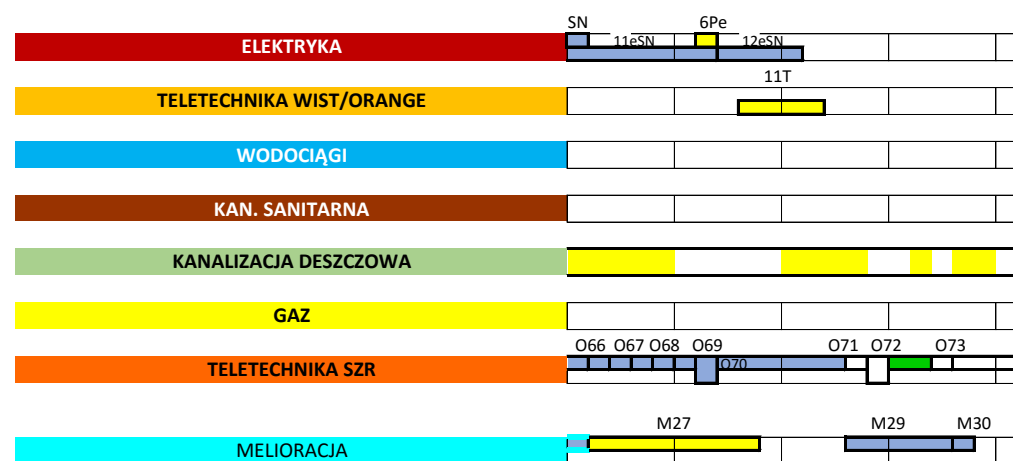 SN 6Pe
ELEKTRYKA 11eSN 12eSN
11T
TELETECHNIKA WIST/ORANGE
WODOCIĄGI
KAN. SANITARNA
KANALIZACJA DESZCZOWA
GAZ
O66 O67 O68 O69 O71 O72 O73
TELETECHNIKA SZR O70
M27 M29 M30
MELIORACJA